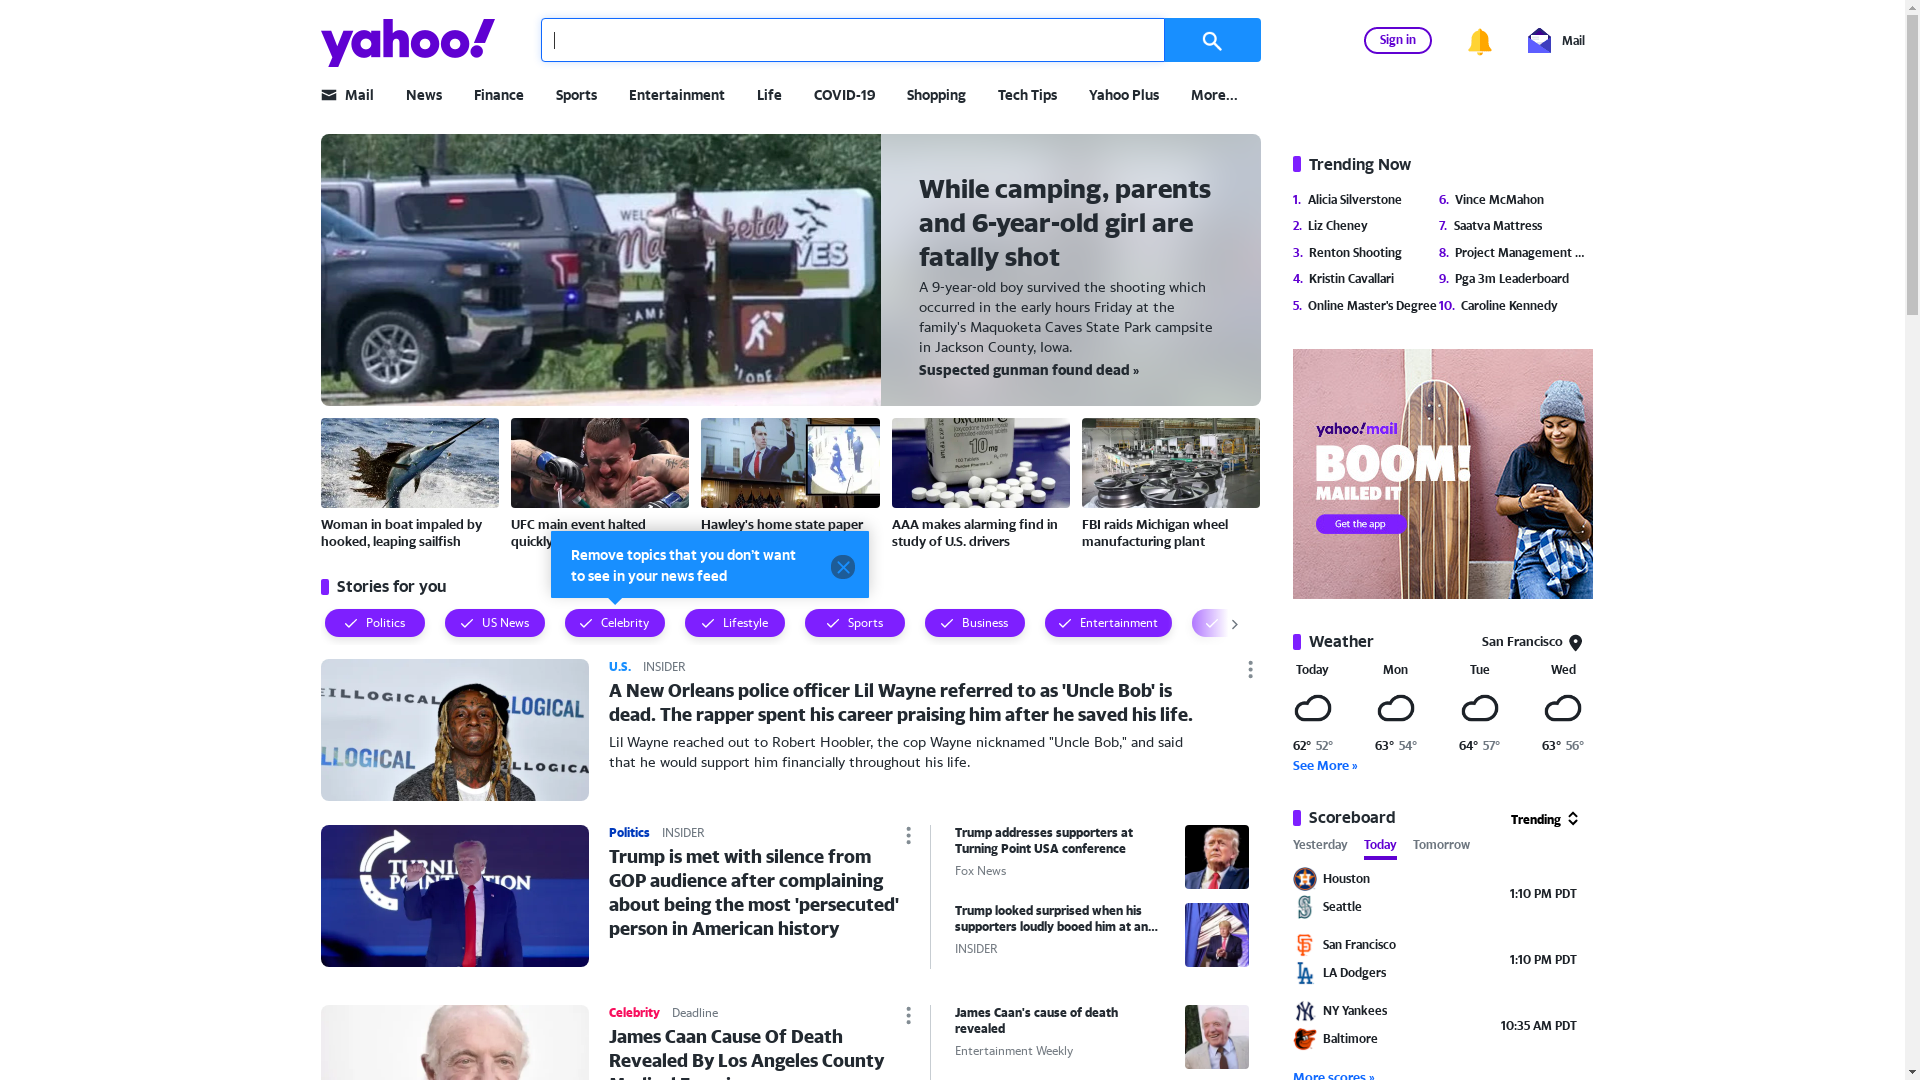 yahoo!
Sign in
Mail
Mail
News
Finance
Sports
Entertainment
Life
COVID-19
Shopping
Tech Tips
Yahoo Plus
More...
While camping, parents
and 6-year-old girl are
fatally shot
A 9-year-old boy survived the shooting which
occurred in the early hours Friday at the
family's Maquoketa Caves State Park campsite
in Jackson County, Iowa.
Suspected gunman found dead »
Woman in boat impaled by
hooked, leaping sailfish
UFC main event halted
quickly
Hawley's home state paper
AAA makes alarming find in
study of U.S. drivers
FBI raids Michigan wheel
manufacturing plant
Remove topics that you don't want
to see in your news feed
Stories for you
Politics
US News
Celebrity
Lifestyle
Sports
Business
Entertainment
U.S. INSIDER
A New Orleans police officer Lil Wayne referred to as 'Uncle Bob' is
dead. The rapper spent his career praising him after he saved his life.
Lil Wayne reached out to Robert Hoobler, the cop Wayne nicknamed "Uncle Bob," and said
that he would support him financially throughout his life.
Politics INSIDER
Trump is met with silence from
GOP audience after complaining
about being the most 'persecuted'
person in American history
Trump addresses supporters at
Turning Point USA conference
Fox News
Trump looked surprised when his
supporters loudly booed him at an...
INSIDER
Celebrity Deadline
James Caan Cause Of Death
Revealed By Los Angeles County
James Caan's cause of death
revealed
Entertainment Weekly
Trending Now
1. Alicia Silverstone
2. Liz Cheney
3. Renton Shooting
4. Kristin Cavallari
5. Online Master's Degree
6. Vince McMahon
7. Saatva Mattress
8. Project Management ...
9. Pga 3m Leaderboard
10. Caroline Kennedy
yahoo!mail
BOOM!
MAILED IT
Get the app
Weather
San Francisco
Today Mon Tue Wed
62° 52° 63° 54° 64° 57° 63° 56°
See More »
Scoreboard
Trending
Yesterday Today Tomorrow
Houston
Seattle
1:10 PM PDT
San Francisco
LA Dodgers
1:10 PM PDT
NY Yankees
Baltimore
10:35 AM PDT
More scores »